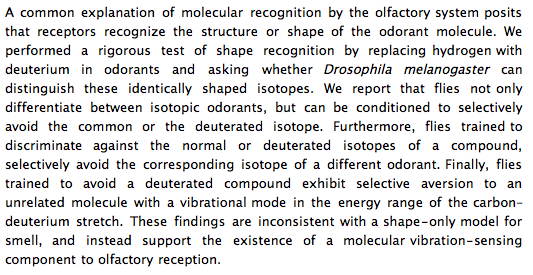 A common explanation of molecular recognition by the olfactory system posits
that receptors recognize the structure or shape of the odorant molecule. We
performed a rigorous test of shape recognition by replacing hydrogen with
deuterium in odorants and asking whether Drosophila melanogaster can
distinguish these identically shaped isotopes. We report that flies not only
differentiate between isotopic odorants, but can be conditioned to selectively
avoid the common or the deuterated isotope. Furthermore, flies trained to
discriminate against the normal or deuterated isotopes of a compound,
selectively avoid the corresponding isotope of a different odorant. Finally, flies
trained to avoid a deuterated compound exhibit selective aversion to an
unrelated molecule with a vibrational mode in the energy range of the carbon-
deuterium stretch. These findings are inconsistent with a shape-only model for
smell, and instead support the existence of a molecular vibration-sensing
component to olfactory reception.